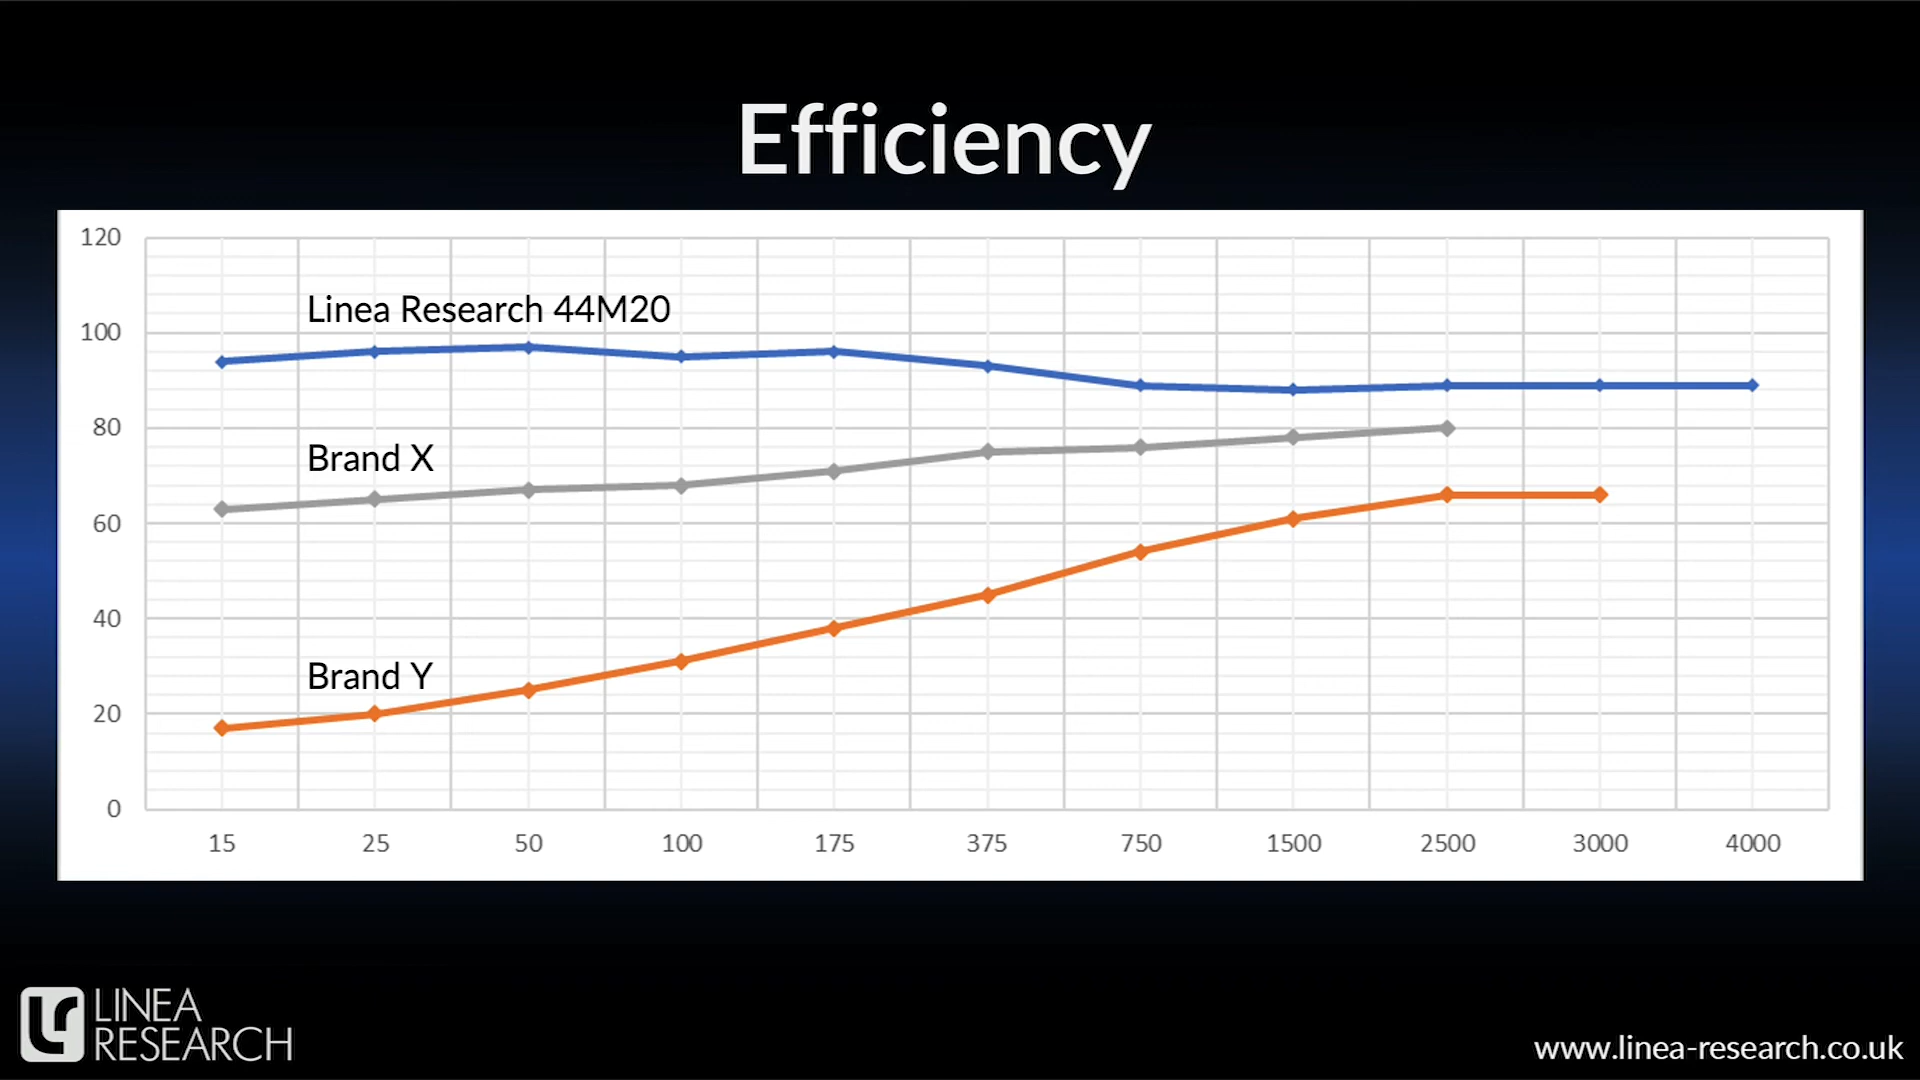 Efficiency
120
100
80
60
40
20
0
Linea Research 44M20
Brand X
Brand Y
15 25 50 100 175 375 750 1500 2500 3000 4000
LINEA
RESEARCH
www.linea-research.co.uk